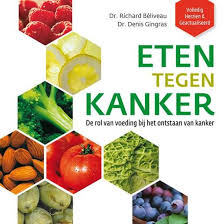 Dr. Richard Béliveau
Dr. Denis Gingras
Volledig
Herzien &
Geactualiseerd!
ETEN
TEGEN
KANKER
De rol van voeding bij het ontstaan van kanker